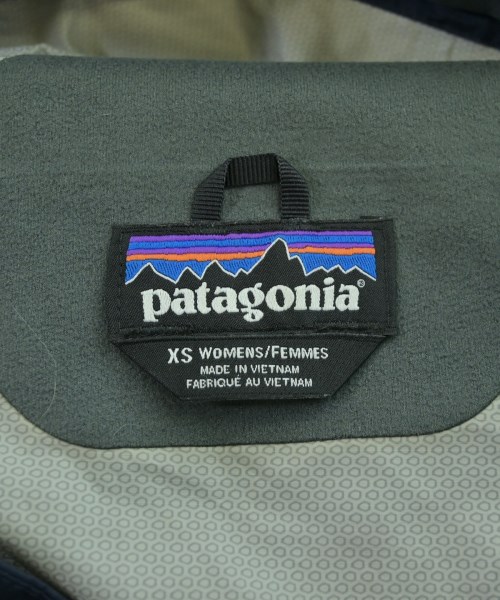 patagonia®
XS WOMENS/FEMMES
MADE IN VIETNAM
FABRIQUÉ AU VIETNAM